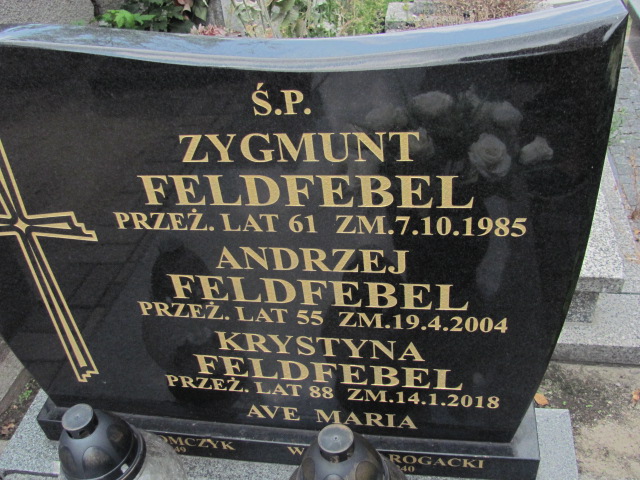 Ś.P.
ZYGMUNT
FELDFEBEL
PRZEŻ. LAT 61 ZM.7.10.1985
ANDRZEJ
FELDFEBEL
PRZEŻ. LAT 55 ZM.19.4.2004
KRYSTYNA
FELDFEBEL
PRZEŻ. LAT 88 ZM.14.1.2018
AVE MARIA
ROGACKI